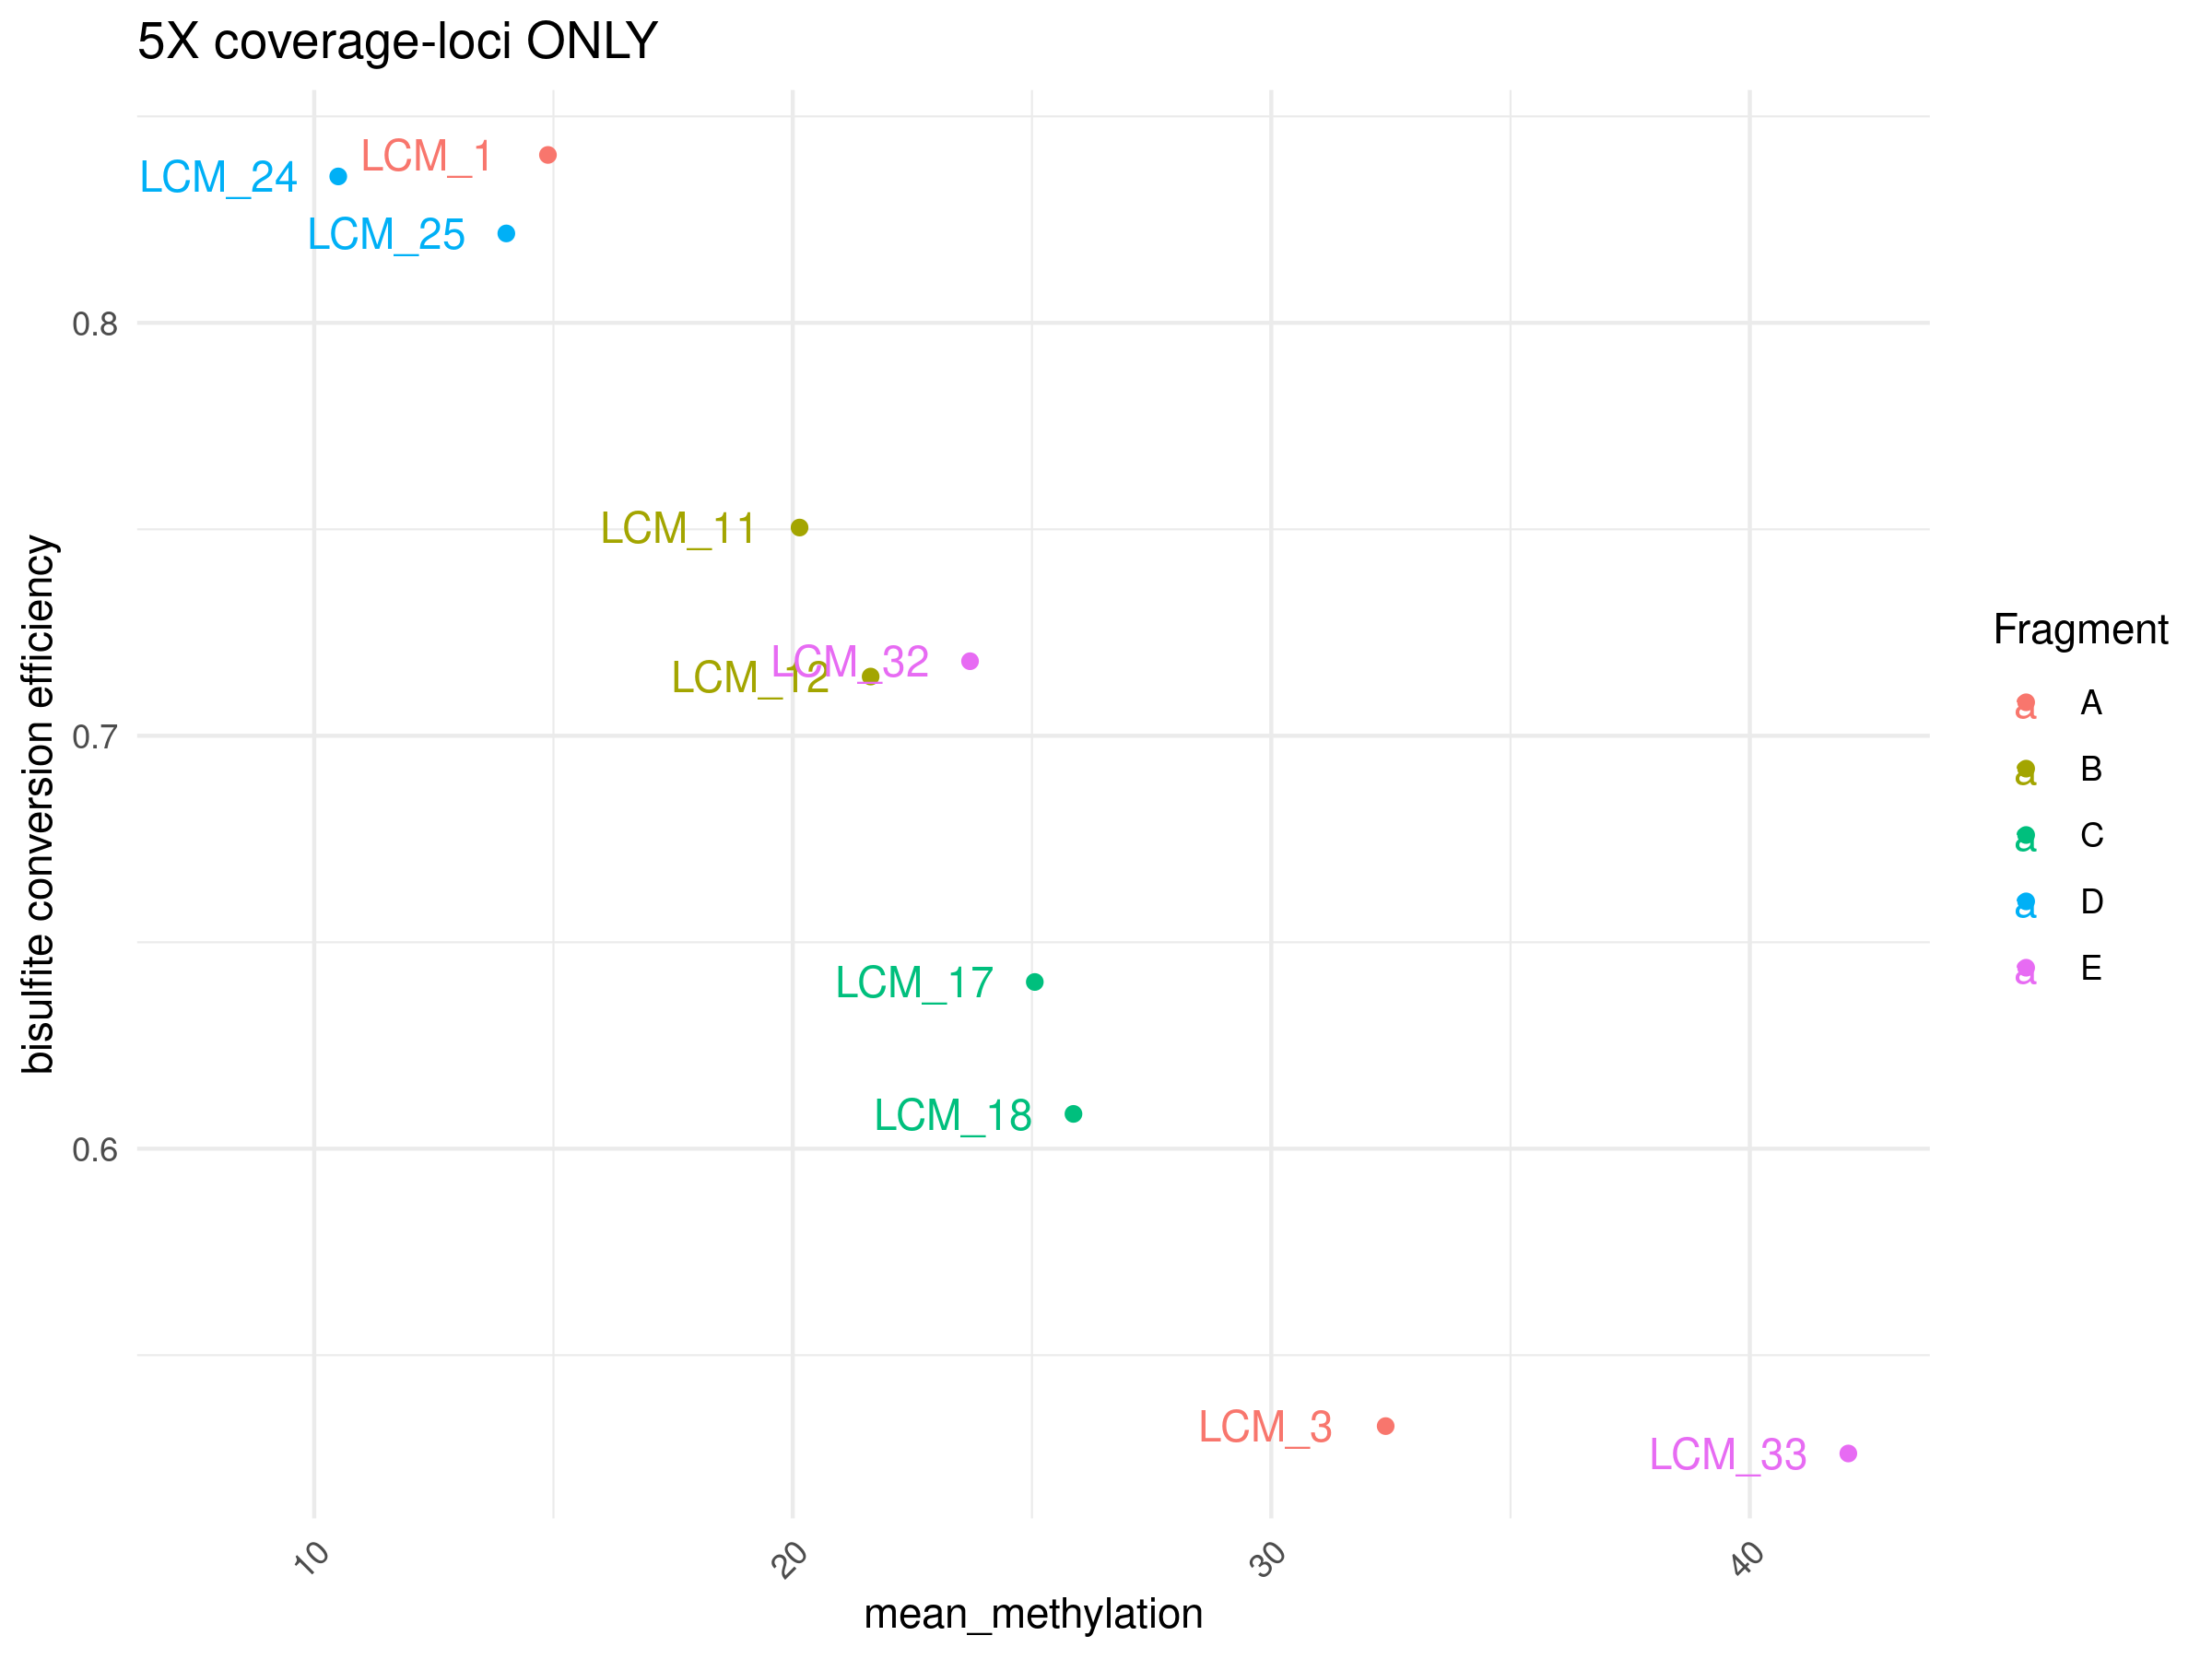 5X coverage-loci ONLY
LCM_1
LCM_24
LCM_25
0.8
LCM_11
LCM_32
LCM_12
0.7
LCM_17
LCM_18
0.6
LCM_3
LCM_33
bisulfite conversion efficiency
10
20
30
40
mean_methylation
Fragment
a A
a B
a C
a D
a E